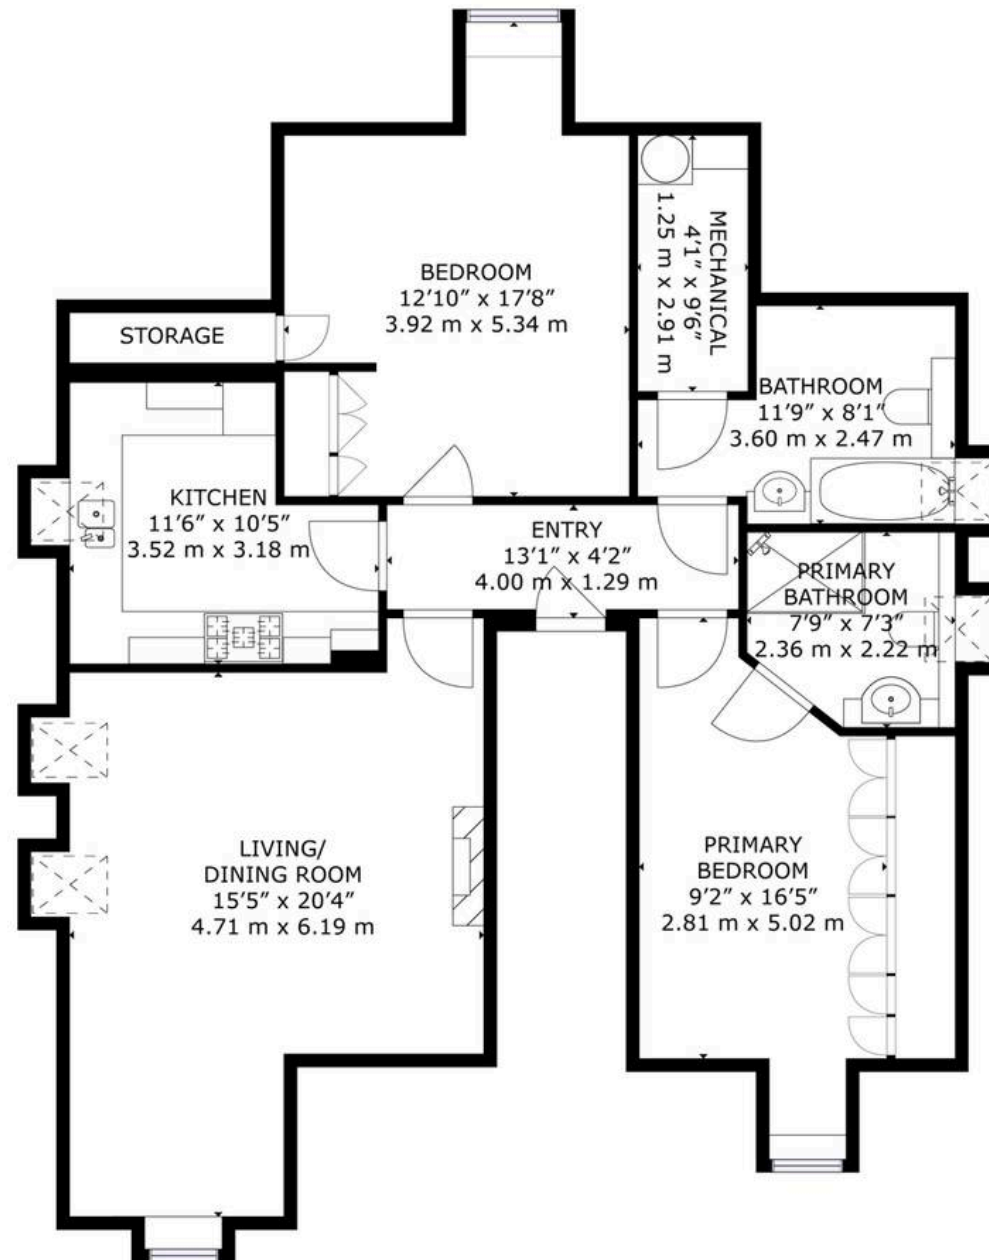 BEDROOM
12’10” x 17’8”
3.92 m x 5.34 m
MECHANICAL
4’1” x 9’6”
1.25 m x 2.91 m
STORAGE
BATHROOM
11’9” x 8’1”
3.60 m x 2.47 m
KITCHEN
11’6” x 10’5”
3.52 m x 3.18 m
ENTRY
13’1” x 4’2”
4.00 m x 1.29 m
PRIMARY
BATHROOM
7’9” x 7’3”
2.36 m x 2.22 m
LIVING/
DINING ROOM
15’5” x 20’4”
4.71 m x 6.19 m
PRIMARY
BEDROOM
9’2” x 16’5”
2.81 m x 5.02 m